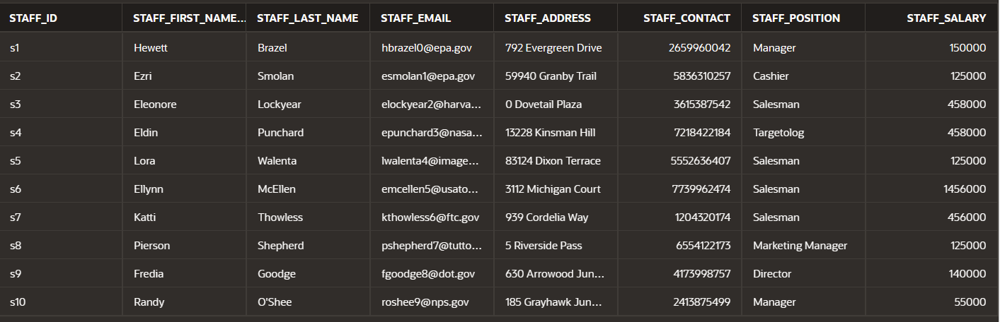 STAFF_ID STAFF_FIRST_NAME... STAFF_LAST_NAME STAFF_EMAIL STAFF_ADDRESS STAFF_CONTACT STAFF_POSITION STAFF_SALARY
s1 Hewett Brazel hbrazel0@epa.gov 792 Evergreen Drive 2659960042 Manager 150000
s2 Ezri Smolan esmolan1@epa.gov 59940 Granby Trail 5836310257 Cashier 125000
s3 Eleonore Lockyear elockyear2@harva... 0 Dovetail Plaza 3615387542 Salesman 458000
s4 Eldin Punchard epunchard3@nasa... 13228 Kinsman Hill 7218422184 Targetolog 458000
s5 Lora Walenta lwalenta4@image... 83124 Dixon Terrace 5552636407 Salesman 125000
s6 Ellynn McEllen emcellen5@usato... 3112 Michigan Court 7739962474 Salesman 1456000
s7 Katti Thowless kthowless6@ftc.gov 939 Cordelia Way 1204320174 Salesman 456000
s8 Pierson Shepherd pshepherd7@tutto... 5 Riverside Pass 6554122173 Marketing Manager 125000
s9 Fredia Goodge fgoodge8@dot.gov 630 Arrowood Jun... 4173998757 Director 140000
s10 Randy O'Shee roshee9@nps.gov 185 Grayhawk Jun... 2413875499 Manager 55000